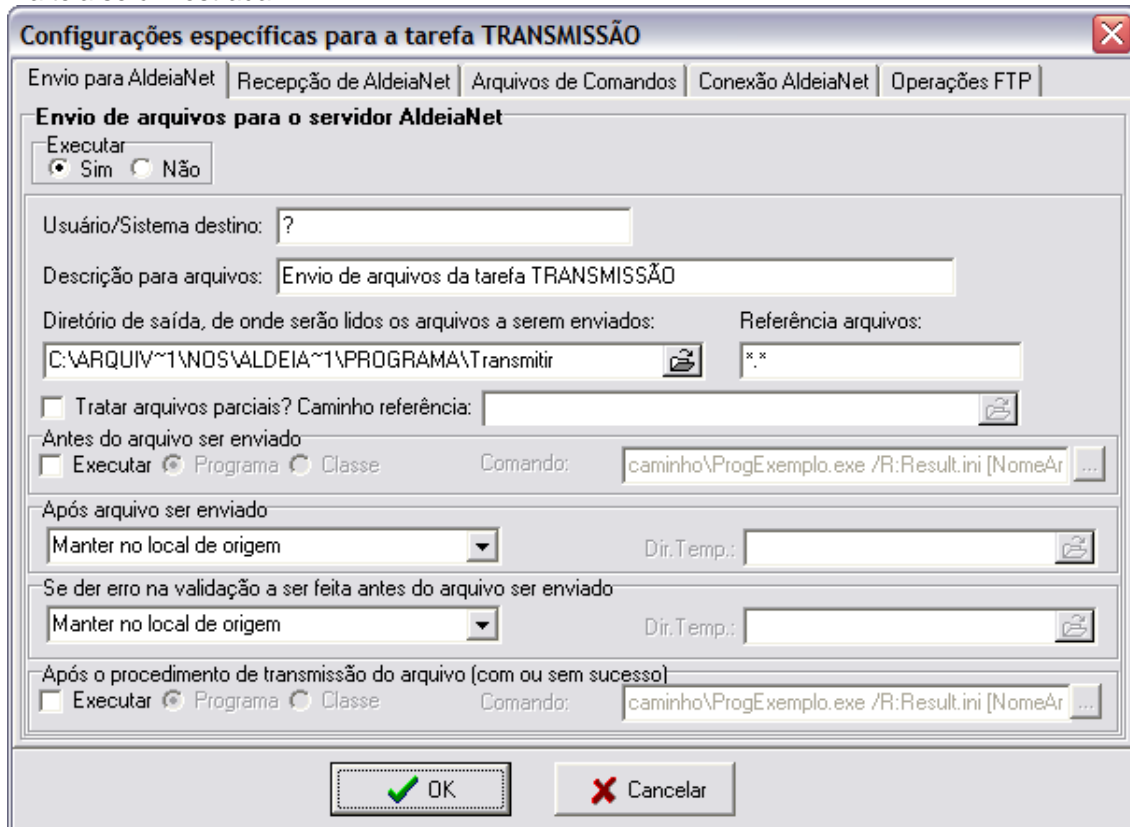 Configurações específicas para a tarefa TRANSMISSÃO
Envio para AldeiaNet Recepção de AldeiaNet Arquivos de Comandos Conexão AldeiaNet Operações FTP
Envio de arquivos para o servidor AldeiaNet
Executar
Sim Não
Usuário/Sistema destino: ?
Descrição para arquivos: Envio de arquivos da tarefa TRANSMISSÃO
Diretório de saída, de onde serão lidos os arquivos a serem enviados: Referência arquivos:
C:\ARQUIV~1\NOS\ALDEIA~1\PROGRAMA\Transmitir *.*
Tratar arquivos parciais? Caminho referência:
Antes do arquivo ser enviado
Executar Programa Classe Comando: caminho\ProgExemplo.exe /R:Result.ini [NomeAr ...
Após arquivo ser enviado
Manter no local de origem Dir.Temp.:
Se der erro na validação a ser feita antes do arquivo ser enviado
Manter no local de origem Dir.Temp.:
Após o procedimento de transmissão do arquivo (com ou sem sucesso)
Executar Programa Classe Comando: caminho\ProgExemplo.exe /R:Result.ini [NomeAr ...
OK Cancelar